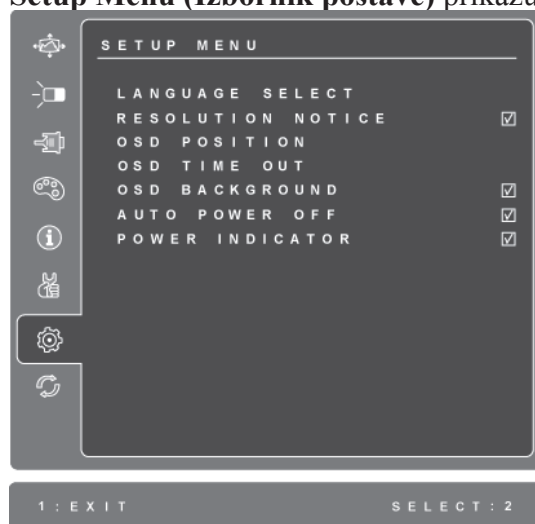 Setup Menu (Izbornik postave) prikazu
SETUP MENU
LANGUAGE SELECT
RESOLUTION NOTICE
OSD POSITION
OSD TIME OUT
OSD BACKGROUND
AUTO POWER OFF
POWER INDICATOR
1:EXIT SELECT:2